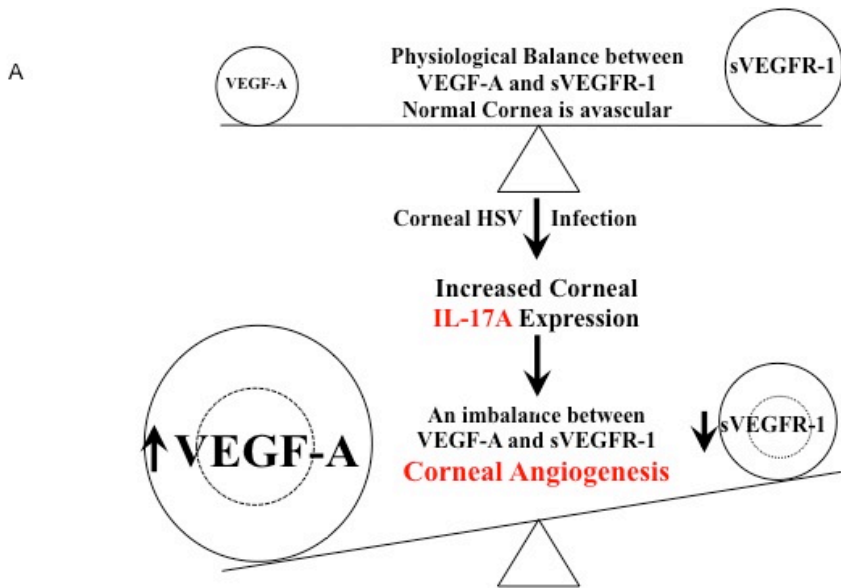 A
VEGF-A
Physiological Balance between
VEGF-A and sVEGFR-1
Normal Cornea is avascular
sVEGFR-1
Corneal HSV Infection
Increased Corneal
IL-17A Expression
An imbalance between
VEGF-A and sVEGFR-1
Corneal Angiogenesis
VEGF-A
sVEGFR-1